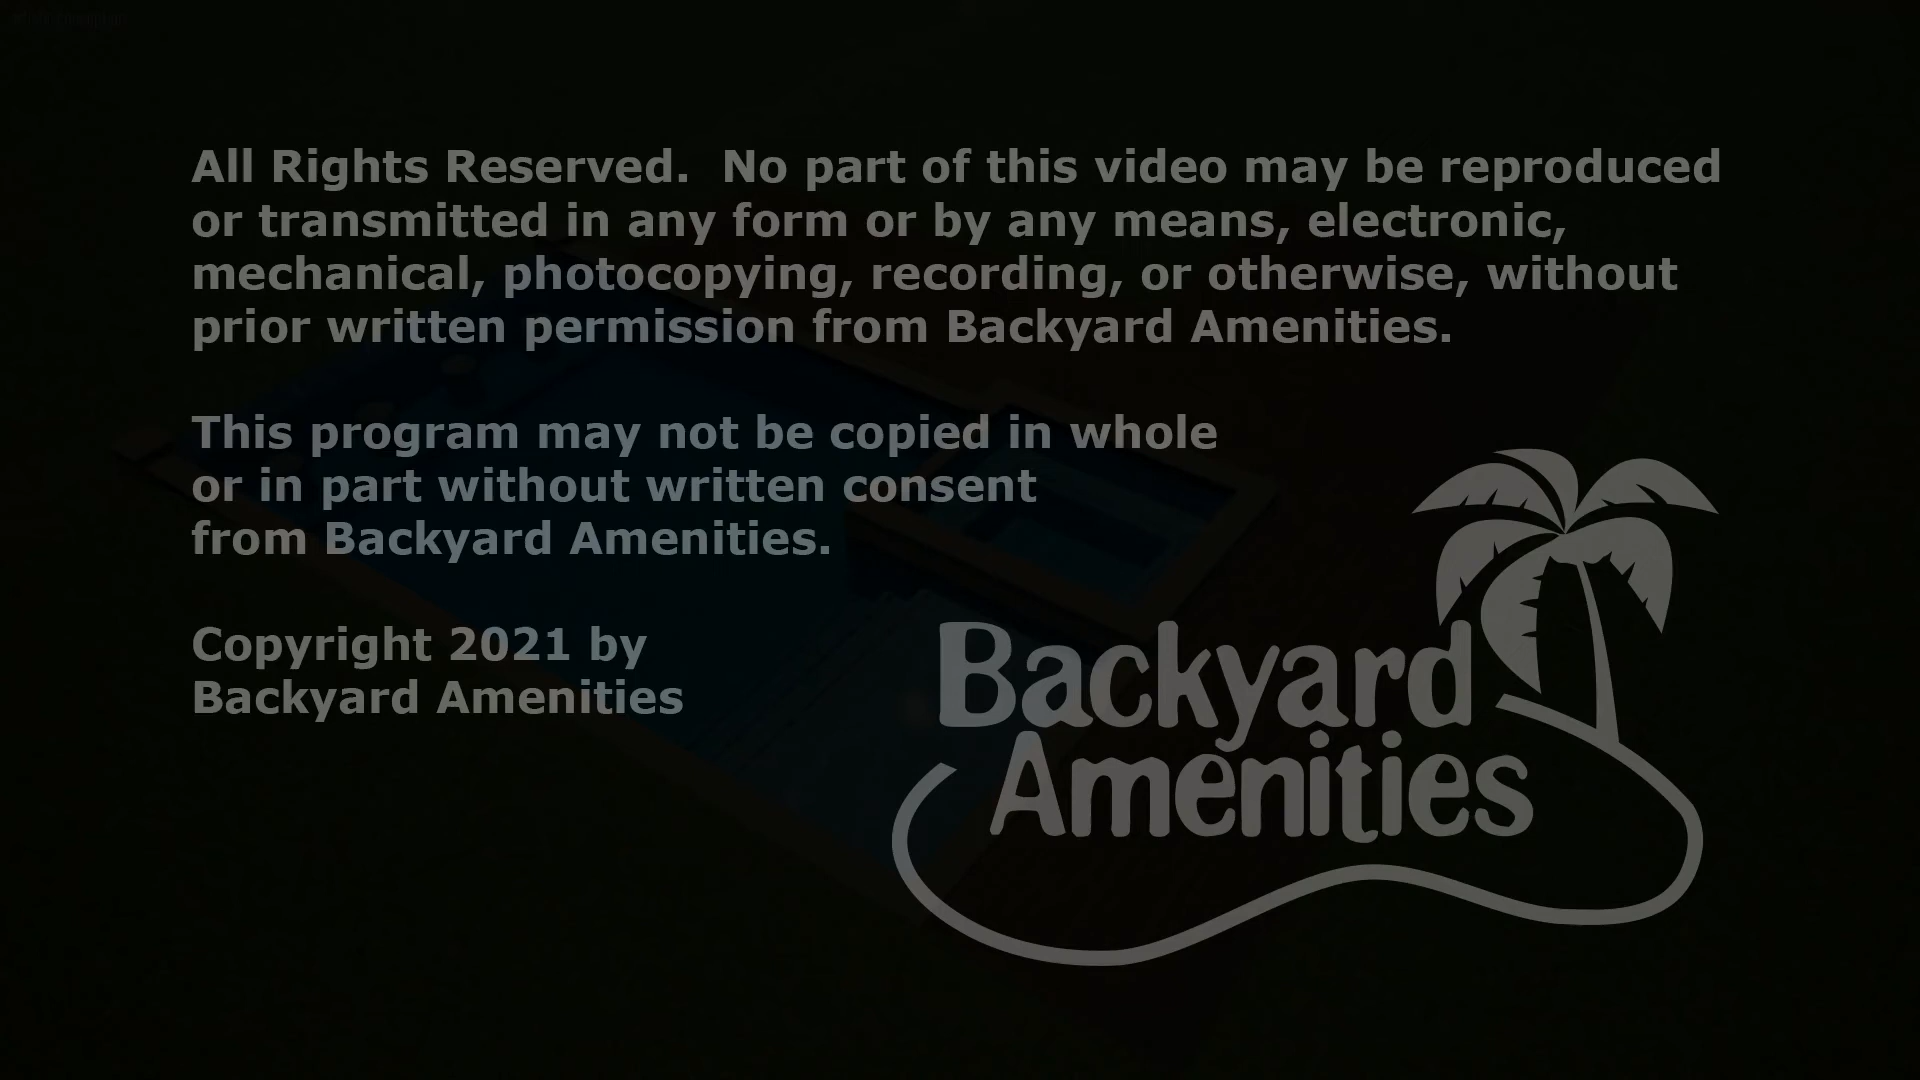 All Rights Reserved.  No part of this video may be reproduced
or transmitted in any form or by any means, electronic,
mechanical, photocopying, recording, or otherwise, without
prior written permission from Backyard Amenities.
This program may not be copied in whole
or in part without written consent
from Backyard Amenities.
Copyright 2021 by
Backyard Amenities
Backyard
Amenities